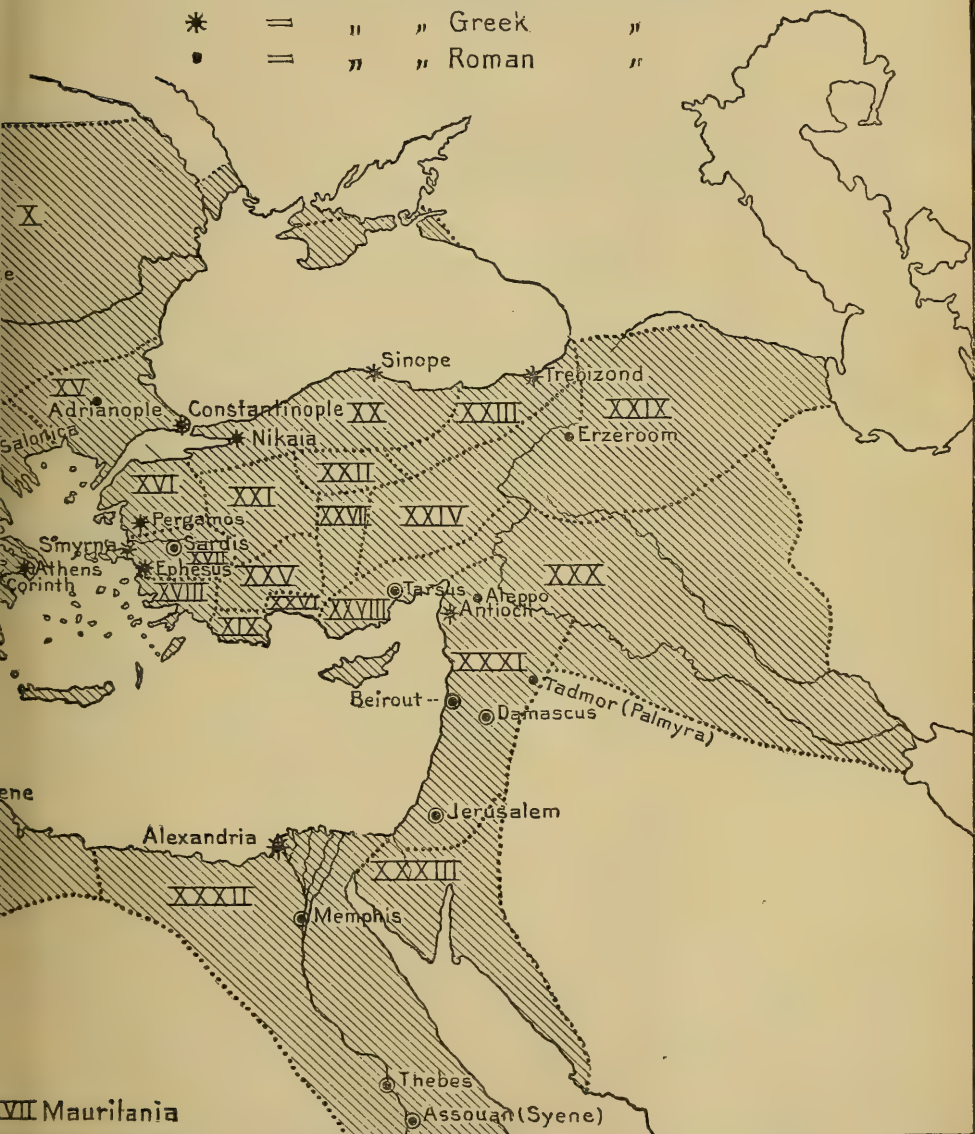 ✷ = „ „ Greek „
• = „ „ Roman „
X
e
Sinope
Trebizond
XV
Adrianople
Constantinople
XX
XXIII
XXIX
Salonica
Nikaia
Erzeroom
XXII
XVI
XXI
XXVII
XXIV
Pergamos
Smyrna
Sardis
XVII
Athens
Ephesus
XXV
XXX
Corinth
XVIII
XXVI
XXVIII
Tarsus
Aleppo
Antioch
XIX
XXXI
Beirout --
Tadmor (Palmyra)
Damascus
ene
Jerusalem
Alexandria
XXXIII
XXXII
Memphis
Thebes
VII Mauritania
Assouan (Syene)